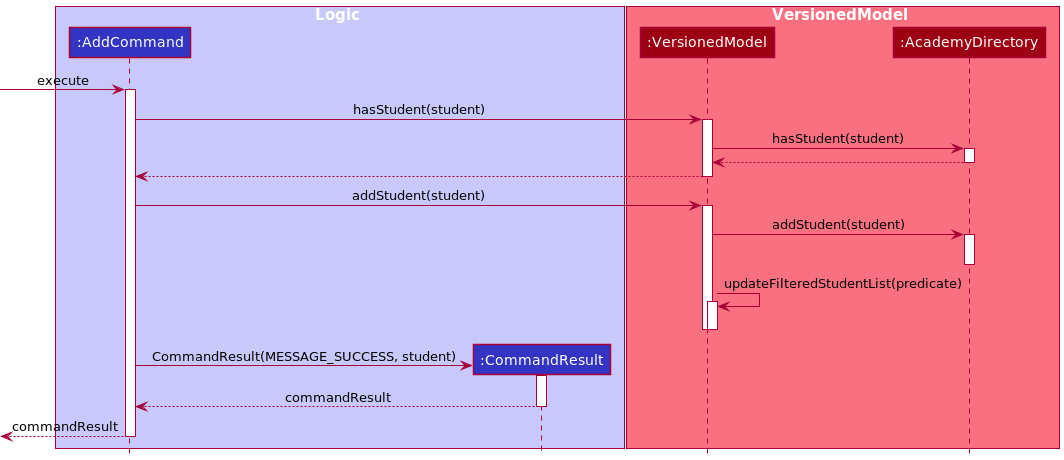 Logic
VersionedModel
:AddCommand
:VersionedModel
:AcademyDirectory
execute
hasStudent(student)
hasStudent(student)
addStudent(student)
addStudent(student)
updateFilteredStudentList(predicate)
CommandResult(MESSAGE_SUCCESS, student)
:CommandResult
commandResult
commandResult